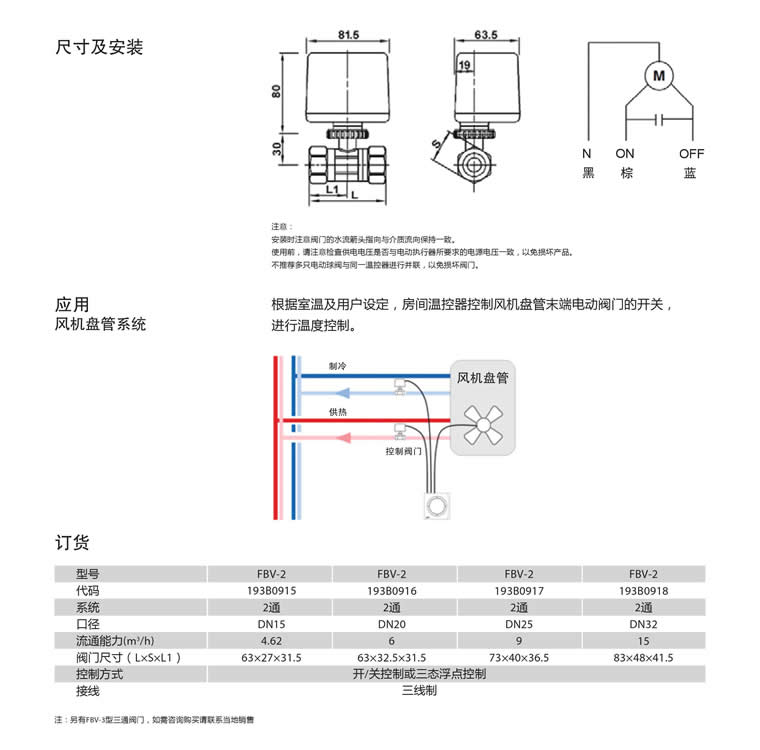 尺寸及安装
81.5
63.5
19
80
30
S
L1
L
M
N ON OFF
黑 棕 蓝
注意：
安装时注意阀门的水流箭头指向与介质流向保持一致。
使用前，请注意检查供电电压是否与电动执行器所要求的电源电压一致，以免损坏产品。
不推荐多只电动球阀与同一温控器进行并联，以免损坏阀门。
应用
风机盘管系统
根据室温及用户设定，房间温控器控制风机盘管末端电动阀门的开关，
进行温度控制。
制冷
风机盘管
供热
控制阀门
订货
型号 FBV-2 FBV-2 FBV-2 FBV-2
代码 193B0915 193B0916 193B0917 193B0918
系统 2通 2通 2通 2通
口径 DN15 DN20 DN25 DN32
流通能力(m³/h) 4.62 6 9 15
阀门尺寸（L×S×L1） 63×27×31.5 63×32.5×31.5 73×40×36.5 83×48×41.5
控制方式 开/关控制或三态浮点控制
接线 三线制
注：另有FBV-3型三通阀门，如需咨询购买请联系当地销售